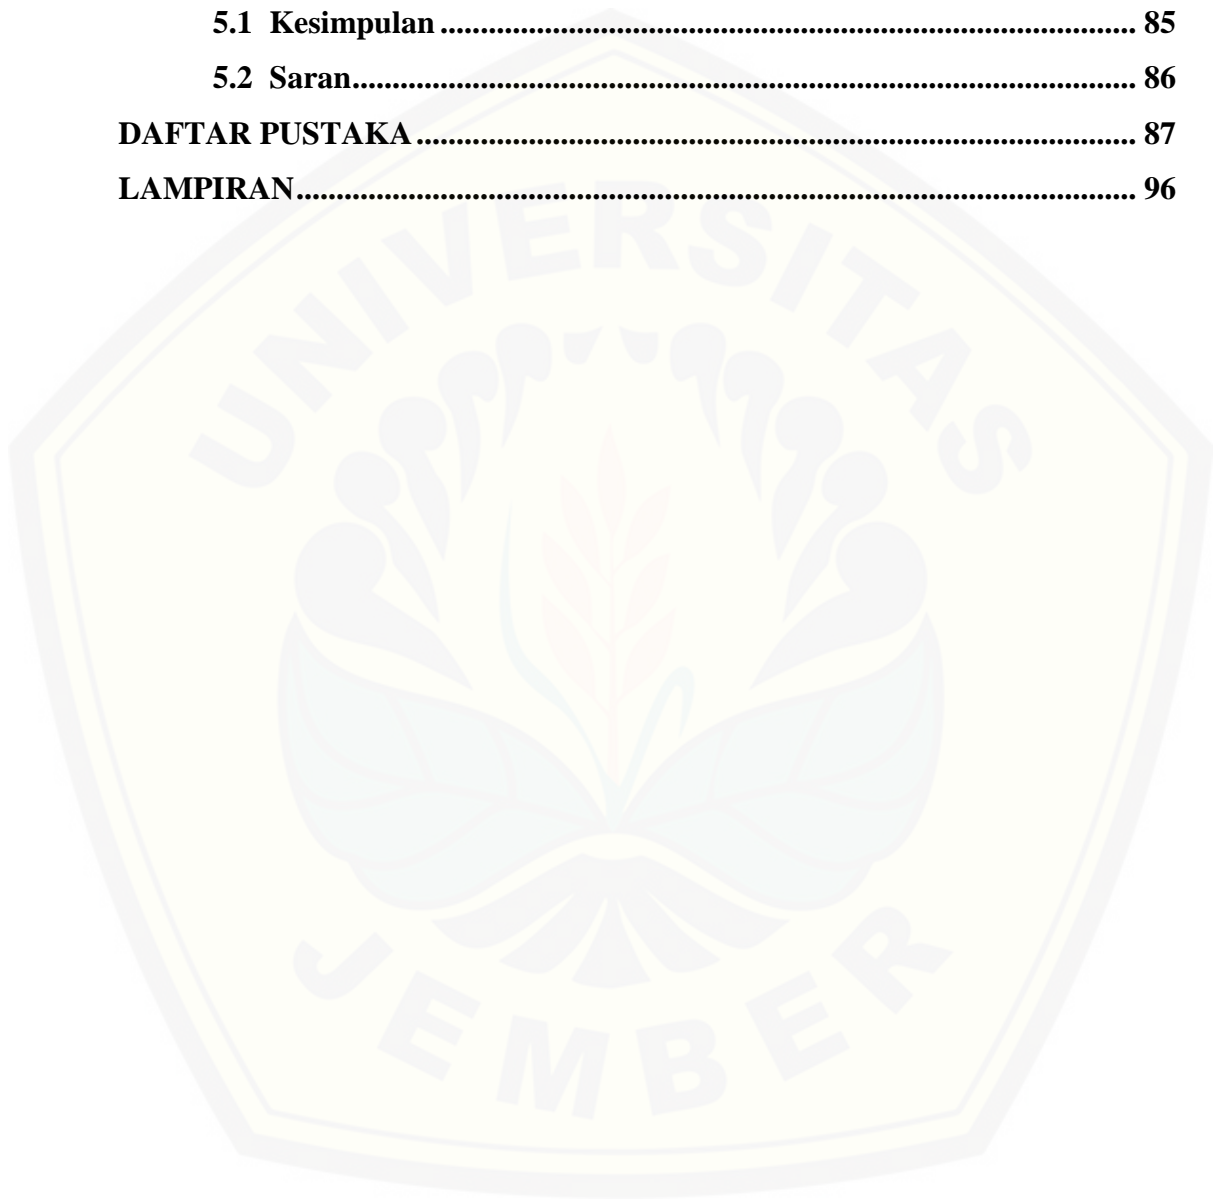 5.1 Kesimpulan ........................................................................................ 85
5.2 Saran.................................................................................................. 86
DAFTAR PUSTAKA .......................................................................................... 87
LAMPIRAN......................................................................................................... 96
UNIVERSITAS
JEMBER